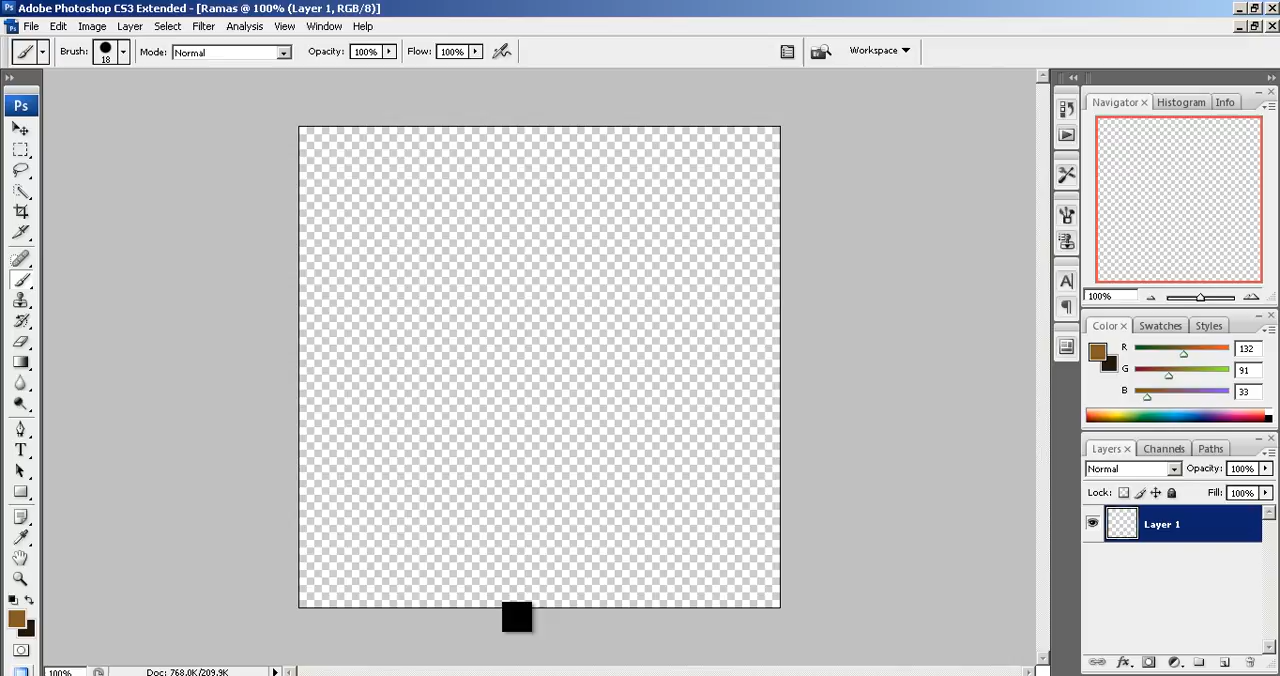 Adobe Photoshop CS3 Extended - [Ramas @ 100% (Layer 1, RGB/8)]
File Edit Image Layer Select Filter Analysis View Window Help
Brush: 18 Mode: Normal Opacity: 100% Flow: 100% Workspace
Ps
Navigator Histogram Info
100%
Color Swatches Styles
R 132
G 91
B 33
Layers Channels Paths
Normal Opacity: 100%
Lock: Fill: 100%
Layer 1
100% Doc: 768.0K/209.9K